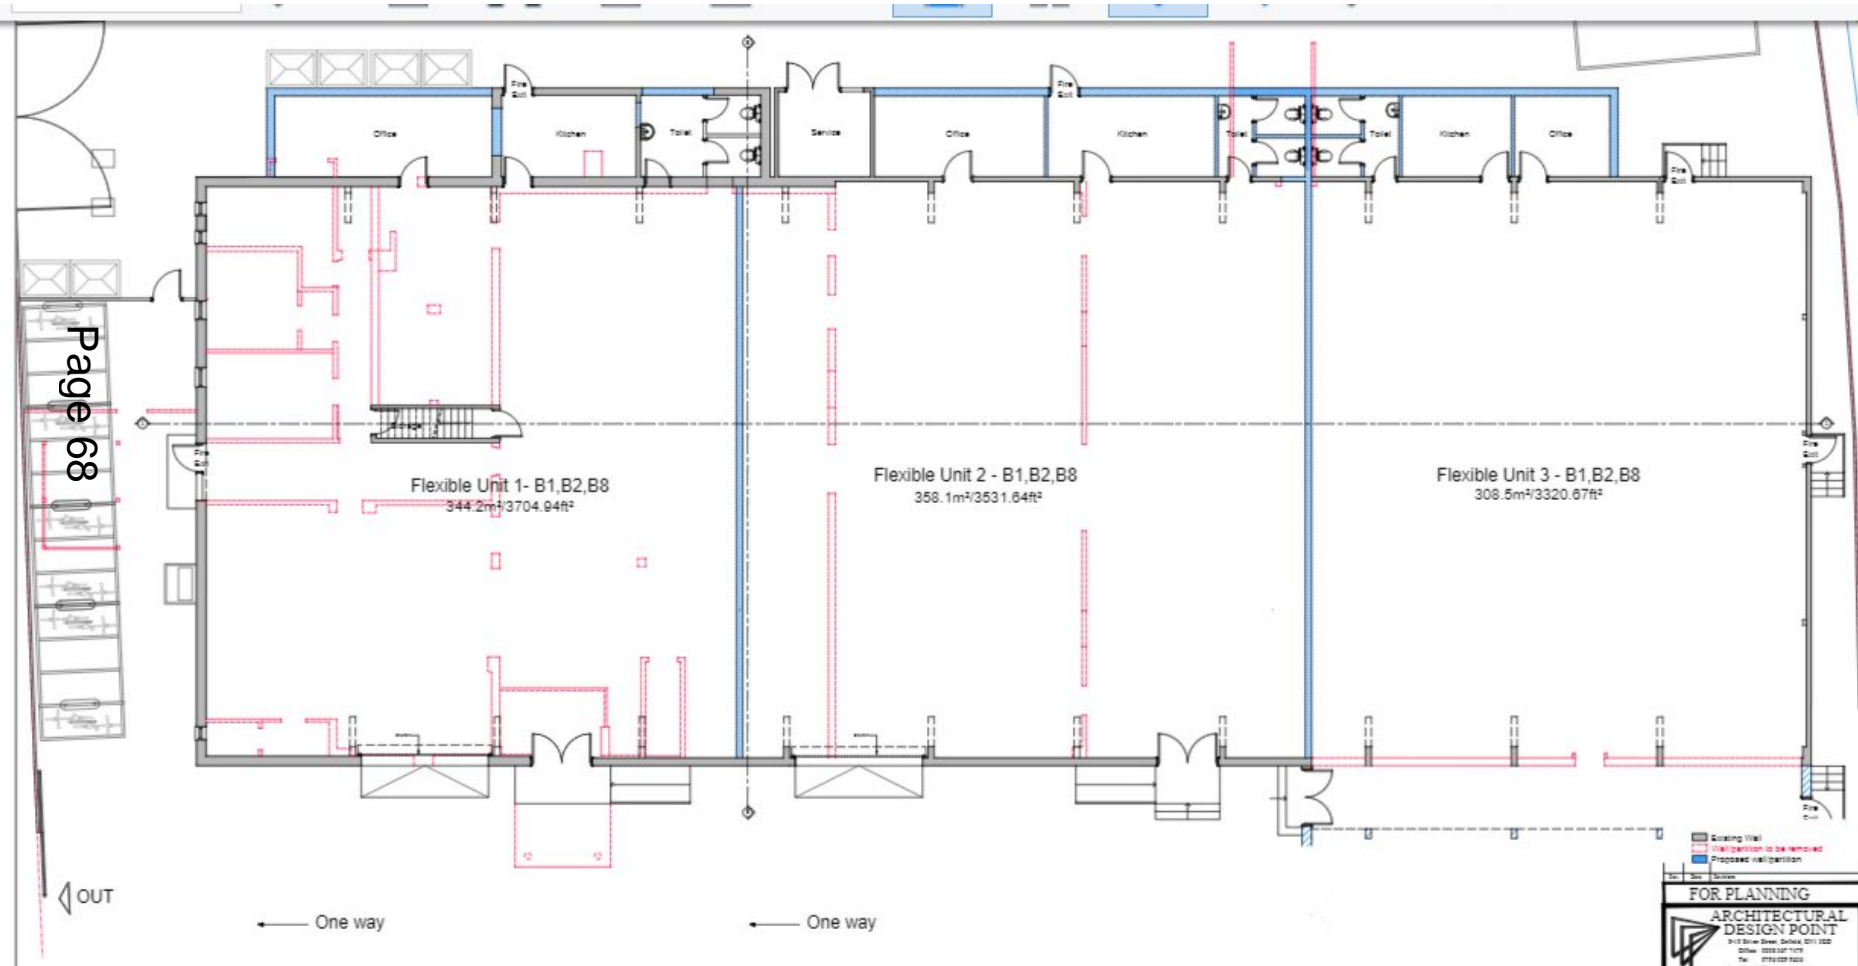 Fire
Exit
Fire
Exit
Office
Kitchen
Toilet
Service
Office
Kitchen
Toilet
Toilet
Kitchen
Office
Fire
Exit
Page 68
Storage
Fire
Exit
Fire
Exit
Flexible Unit 1- B1,B2,B8
344.2m²/3704.94ft²
Flexible Unit 2 - B1,B2,B8
358.1m²/3531.64ft²
Flexible Unit 3 - B1,B2,B8
308.5m²/3320.67ft²
Fire
Existing Wall
Wall/partition to be removed
Proposed wall/partition
FOR PLANNING
ARCHITECTURAL
DESIGN POINT
OUT
One way
One way